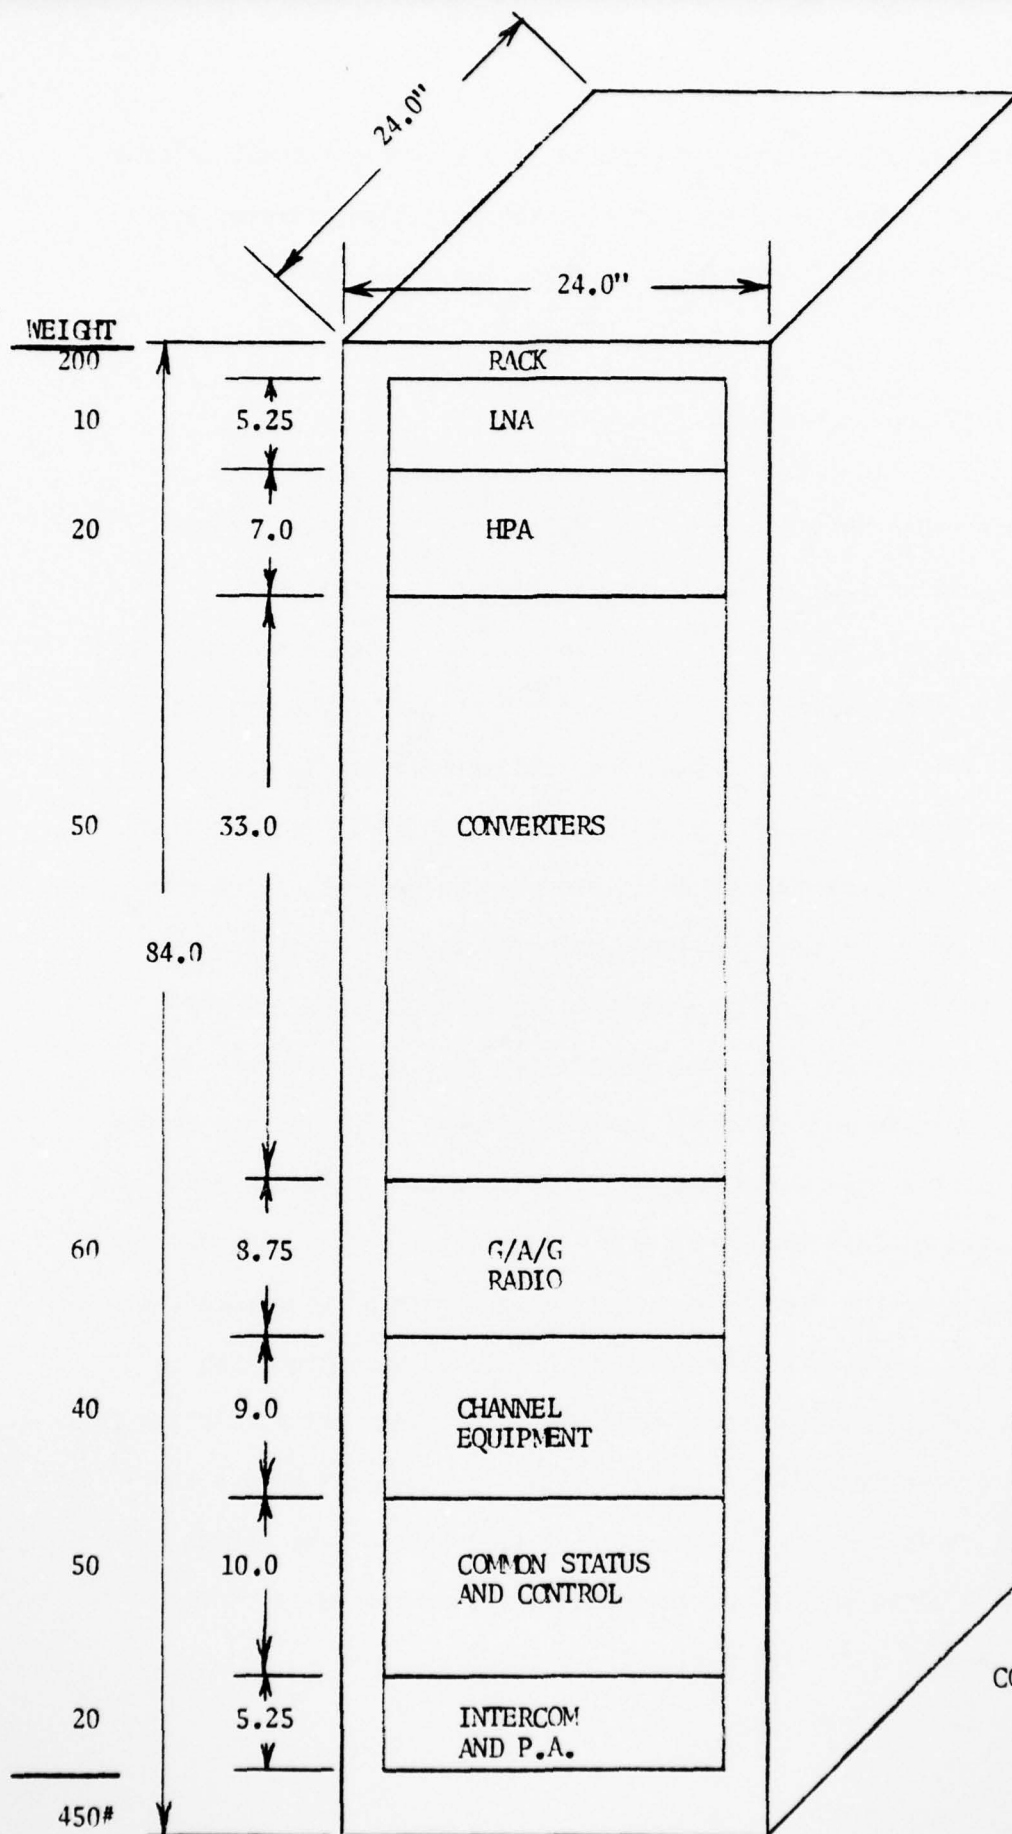 24.0"
24.0"
WEIGHT
200 RACK
10 5.25 LNA
20 7.0 HPA
50 33.0 CONVERTERS
84.0
60 8.75 G/A/G
RADIO
40 9.0 CHANNEL
EQUIPMENT
50 10.0 COMMON STATUS
AND CONTROL
20 5.25 INTERCOM
AND P.A.
450#